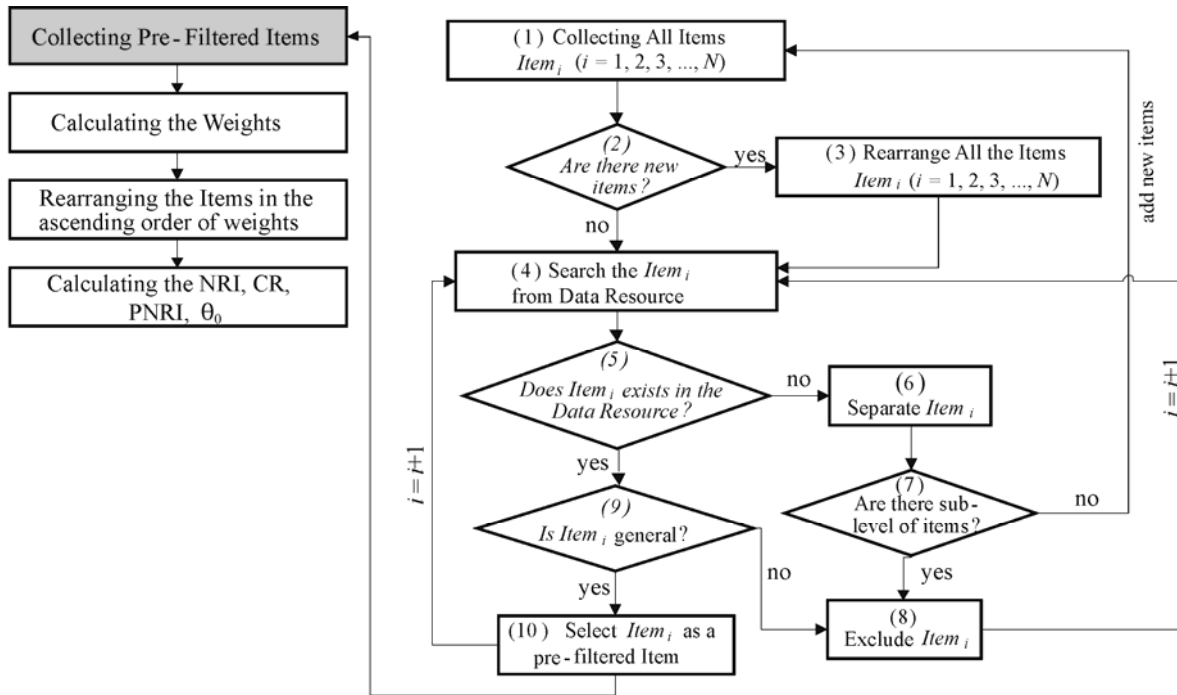 Collecting Pre-Filtered Items
Calculating the Weights
Rearranging the Items in the
ascending order of weights
Calculating the NRI, CR,
PNRI, θ₀
(1) Collecting All Items
Item i (i = 1, 2, 3, ..., N)
(2)
Are there new
items?
yes
no
(3) Rearrange All the Items
Item i (i = 1, 2, 3, ..., N)
add new items
(4) Search the Item i
from Data Resource
(5)
Does Item i exists in the
Data Resource?
no
yes
(6)
Separate Item i
(7)
Are there sub-
level of items?
no
yes
i = i+1
i = i+1
(9)
Is Item i general?
no
yes
(8)
Exclude Item i
(10) Select Item i as a
pre-filtered Item